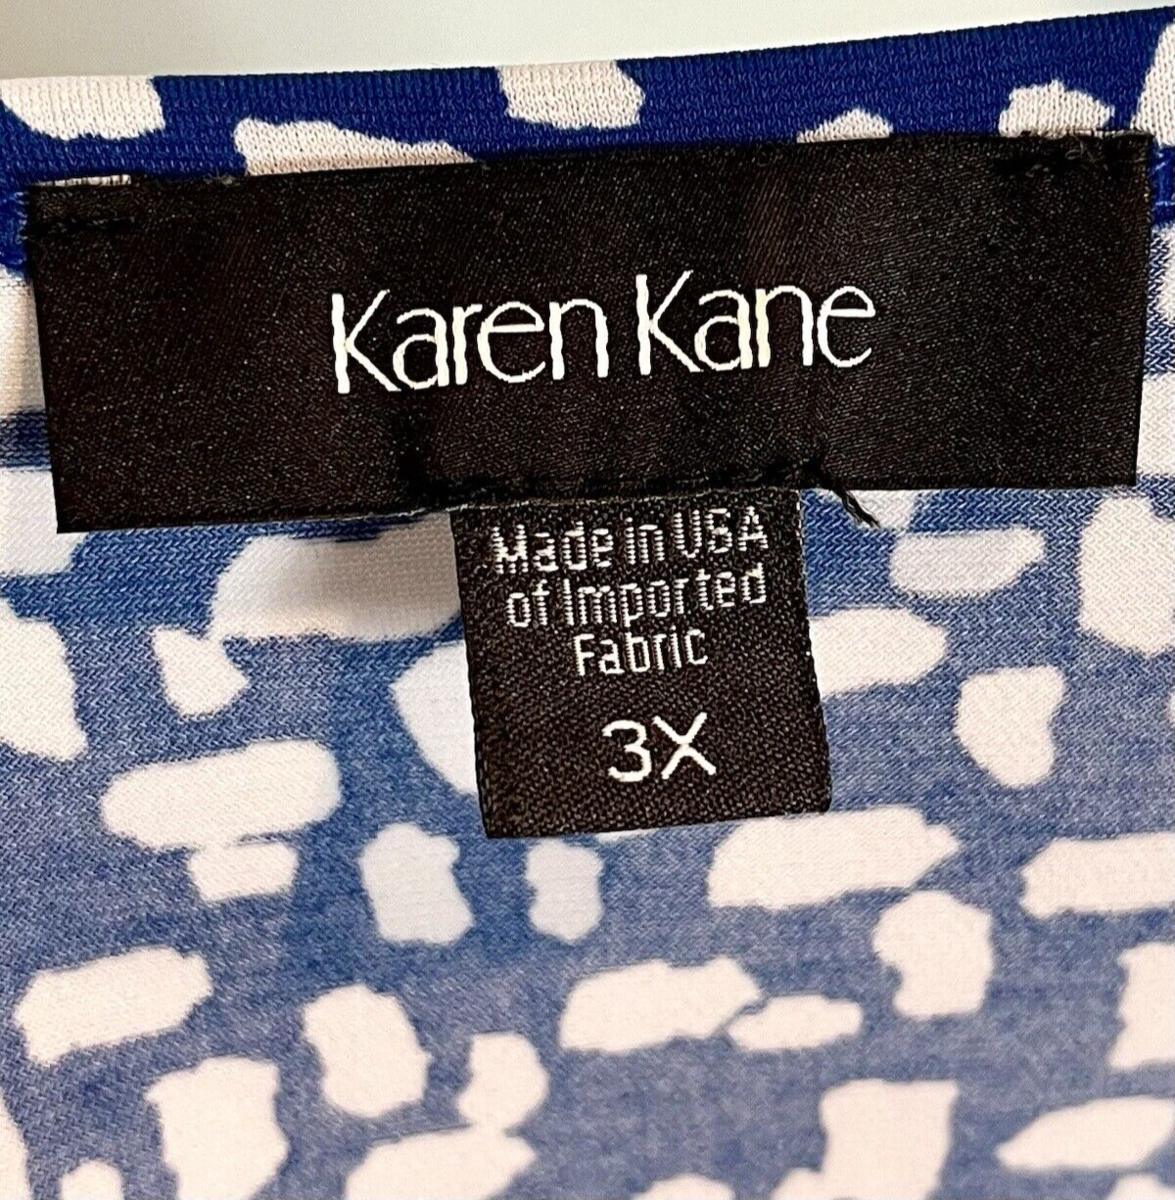 Karen Kane
Made in USA
of Imported
Fabric
3X